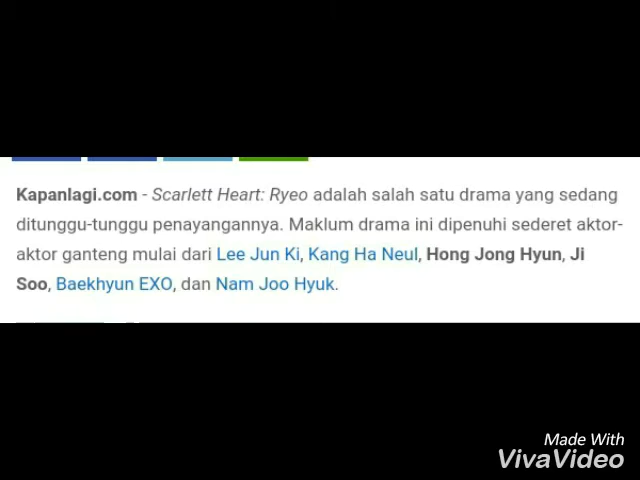 Kapanlagi.com - Scarlett Heart: Ryeo adalah salah satu drama yang sedang
ditunggu-tunggu penayangannya. Maklum drama ini dipenuhi sederet aktor-
aktor ganteng mulai dari Lee Jun Ki, Kang Ha Neul, Hong Jong Hyun, Ji
Soo, Baekhyun EXO, dan Nam Joo Hyuk.
Made With
VivaVideo